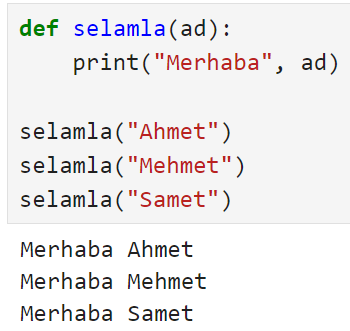 def selamla(ad):
    print("Merhaba", ad)

selamla("Ahmet")
selamla("Mehmet")
selamla("Samet")
Merhaba Ahmet
Merhaba Mehmet
Merhaba Samet